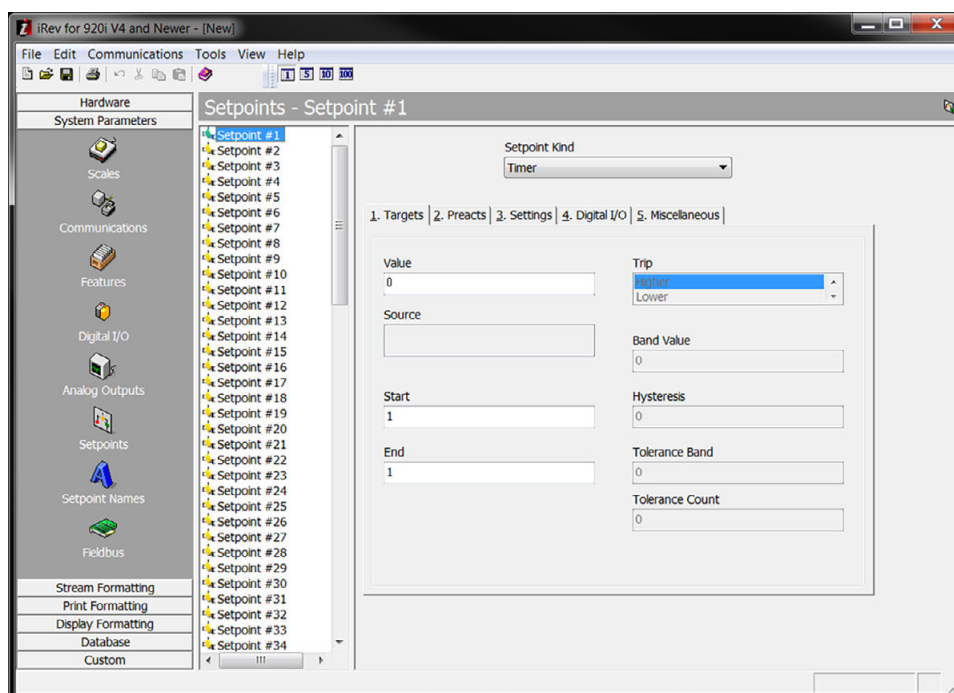 iRev for 920i V4 and Newer - [New]
File Edit Communications Tools View Help
1 5 10 100
Hardware
System Parameters
Scales
Communications
Features
Digital I/O
Analog Outputs
Setpoints
Setpoint Names
Fieldbus
Stream Formatting
Print Formatting
Display Formatting
Database
Custom
Setpoints - Setpoint #1
Setpoint #1
Setpoint #2
Setpoint #3
Setpoint #4
Setpoint #5
Setpoint #6
Setpoint #7
Setpoint #8
Setpoint #9
Setpoint #10
Setpoint #11
Setpoint #12
Setpoint #13
Setpoint #14
Setpoint #15
Setpoint #16
Setpoint #17
Setpoint #18
Setpoint #19
Setpoint #20
Setpoint #21
Setpoint #22
Setpoint #23
Setpoint #24
Setpoint #25
Setpoint #26
Setpoint #27
Setpoint #28
Setpoint #29
Setpoint #30
Setpoint #31
Setpoint #32
Setpoint #33
Setpoint #34
Setpoint Kind
Timer
1. Targets 2. Preacts 3. Settings 4. Digital I/O 5. Miscellaneous
Value
0
Source
Start
1
End
1
Trip
Higher
Lower
Band Value
0
Hysteresis
0
Tolerance Band
0
Tolerance Count
0